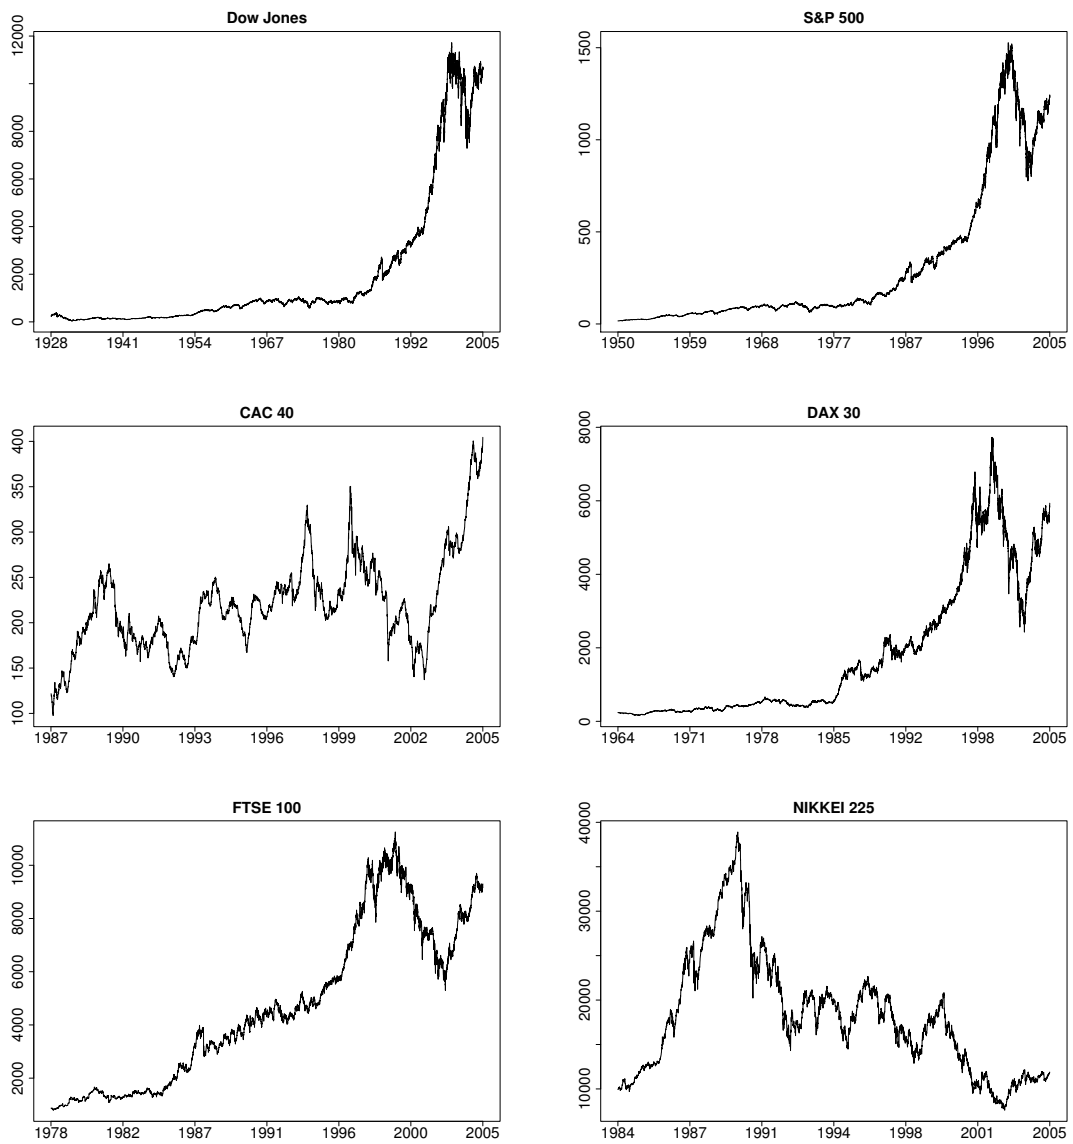 Dow Jones
12000
8000
6000
4000
2000
0
1928 1941 1954 1967 1980 1992 2005
S&P 500
1500
1000
500
0
1950 1959 1968 1977 1987 1996 2005
CAC 40
400
350
300
250
200
150
100
1987 1990 1993 1996 1999 2002 2005
DAX 30
8000
6000
4000
2000
0
1964 1971 1978 1985 1992 1998 2005
FTSE 100
10000
8000
6000
4000
2000
1978 1982 1987 1991 1996 2000 2005
NIKKEI 225
40000
30000
20000
10000
1984 1987 1991 1994 1998 2001 2005